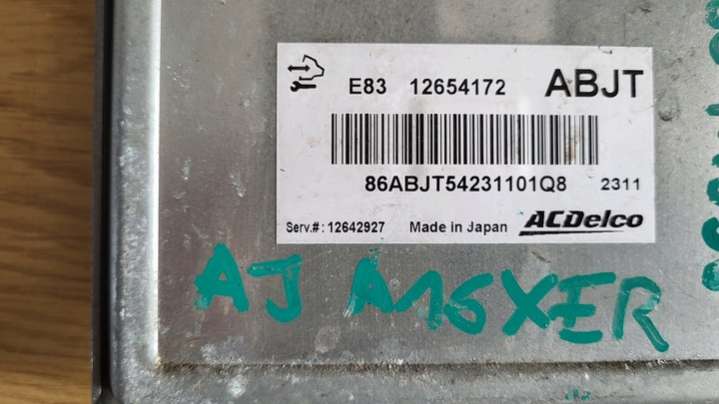 E83 12654172 ABJT
86ABJT54231101Q8 2311
Serv.#: 12642927 Made in Japan ACDelco
AJ A16XER